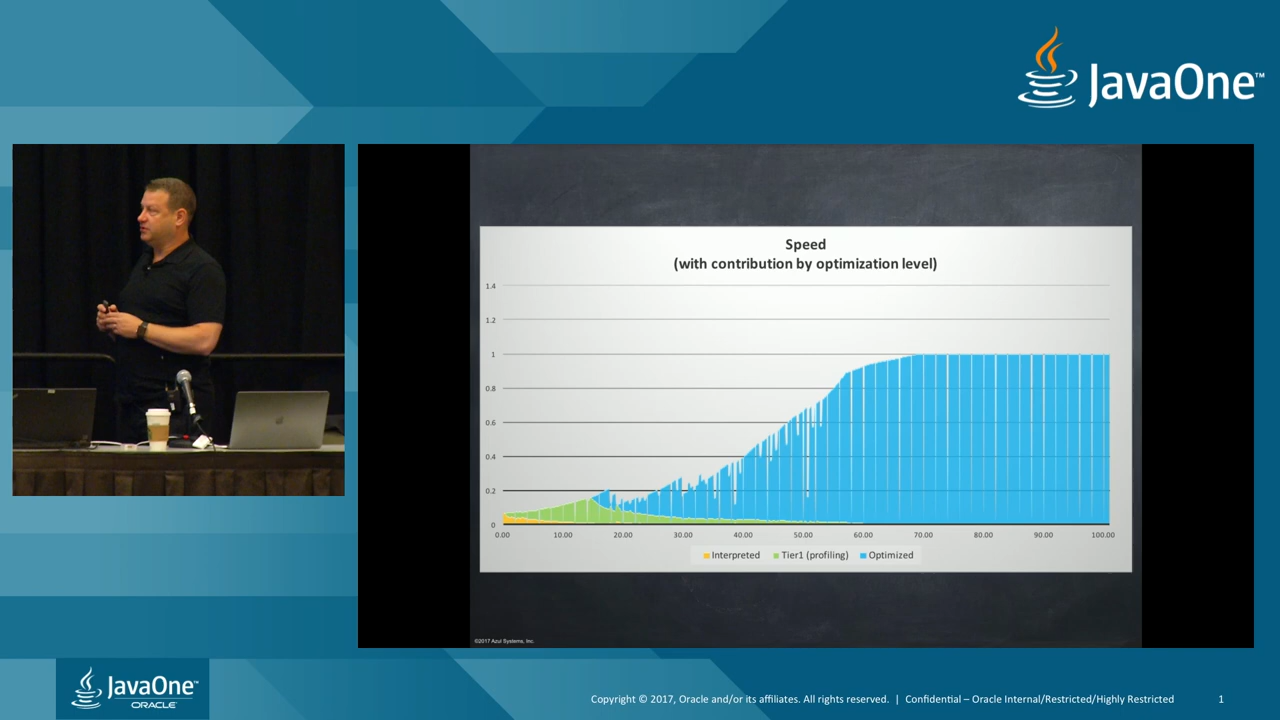 JavaOne™
Speed
(with contribution by optimization level)
1.4
1.2
1
0.8
0.6
0.4
0.2
0
0.00 10.00 20.00 30.00 40.00 50.00 60.00 70.00 80.00 90.00 100.00
Interpreted Tier1 (profiling) Optimized
©2017 Azul Systems, Inc.
JavaOne™
ORACLE®
Copyright © 2017, Oracle and/or its affiliates. All rights reserved. | Confidential – Oracle Internal/Restricted/Highly Restricted 1